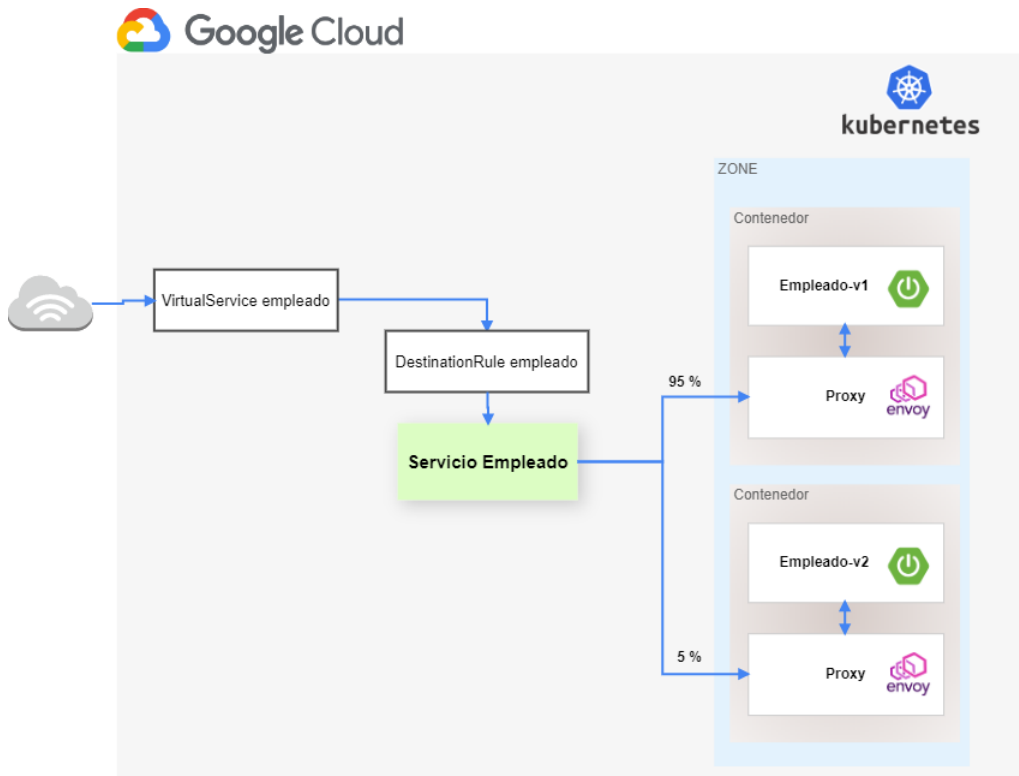 Google Cloud
kubernetes
ZONE
Contenedor
Empleado-v1
VirtualService empleado
DestinationRule empleado
95 %
Proxy
envoy
Servicio Empleado
Contenedor
Empleado-v2
5 %
Proxy
envoy